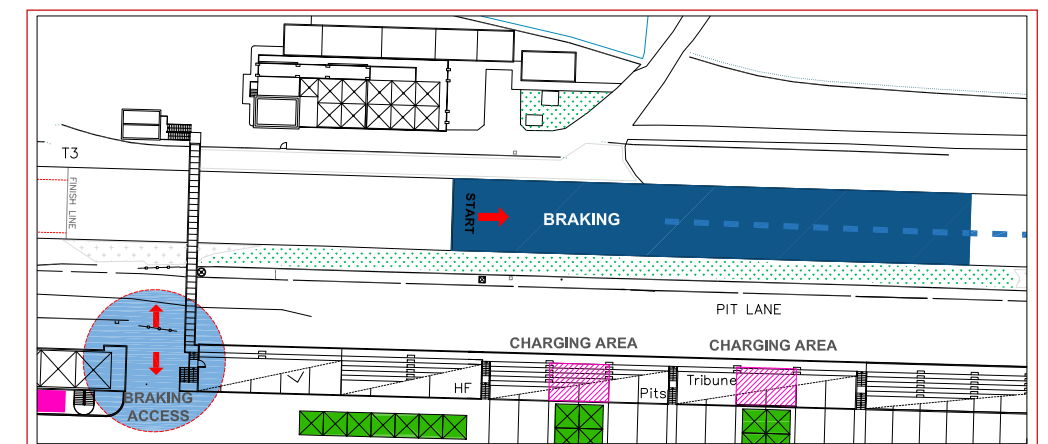 T3
FINISH LINE
START
BRAKING
PIT LANE
CHARGING AREA
CHARGING AREA
HF
Pits
Tribune
BRAKING
ACCESS